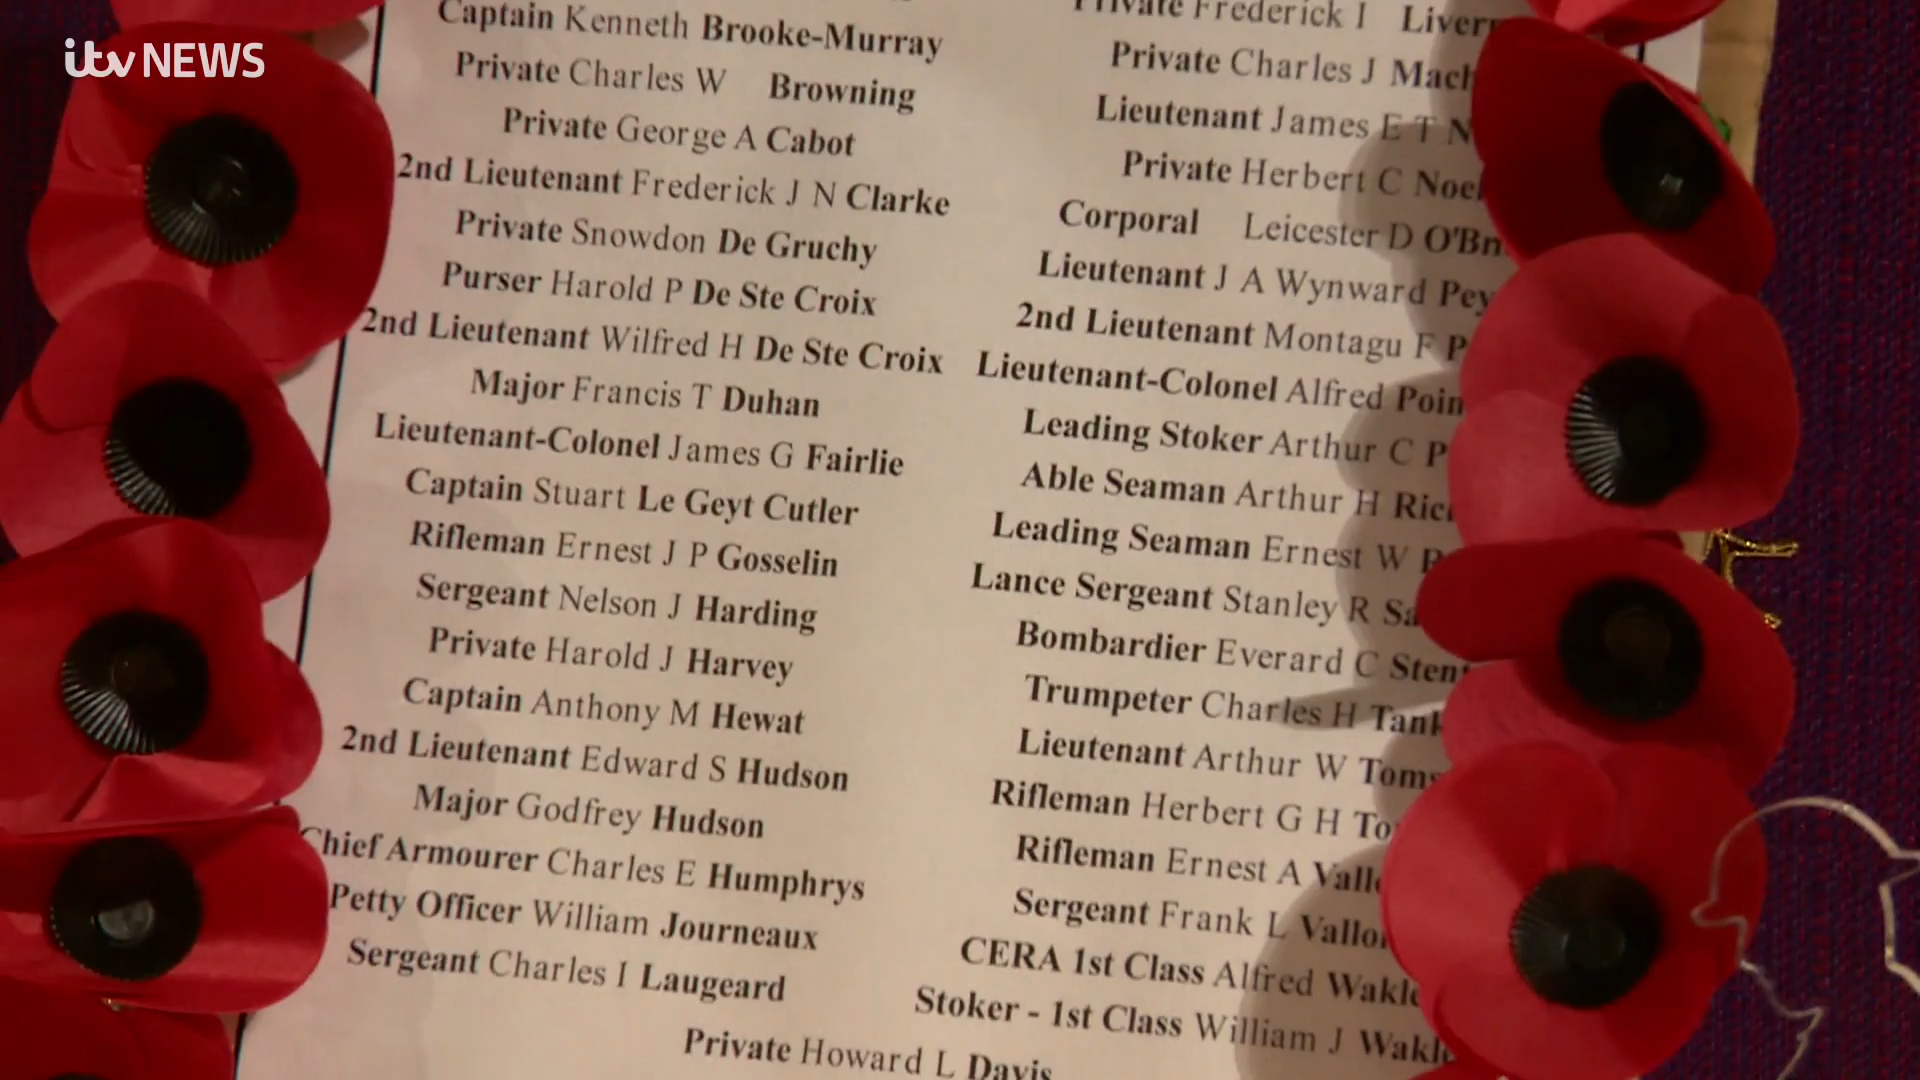 itv NEWS
Captain Kenneth Brooke-Murray
Private Charles W Browning
Private George A Cabot
2nd Lieutenant Frederick J N Clarke
Private Snowdon De Gruchy
Purser Harold P De Ste Croix
2nd Lieutenant Wilfred H De Ste Croix
Major Francis T Duhan
Lieutenant-Colonel James G Fairlie
Captain Stuart Le Geyt Cutler
Rifleman Ernest J P Gosselin
Sergeant Nelson J Harding
Private Harold J Harvey
Captain Anthony M Hewat
2nd Lieutenant Edward S Hudson
Major Godfrey Hudson
Chief Armourer Charles E Humphrys
Petty Officer William Journeaux
Sergeant Charles I Laugeard
Private Frederick I
Private Charles J
Lieutenant James E T
Private Herbert C
Corporal Leicester D
Lieutenant J A Wynward
2nd Lieutenant Montagu F
Lieutenant-Colonel Alfred
Leading Stoker Arthur C
Able Seaman Arthur H
Leading Seaman Ernest W
Lance Sergeant Stanley R
Bombardier Everard C
Trumpeter Charles H
Lieutenant Arthur W
Rifleman Herbert G H
Rifleman Ernest A
Sergeant Frank L
CERA 1st Class Alfred
Stoker - 1st Class William J
Private Howard L Davis